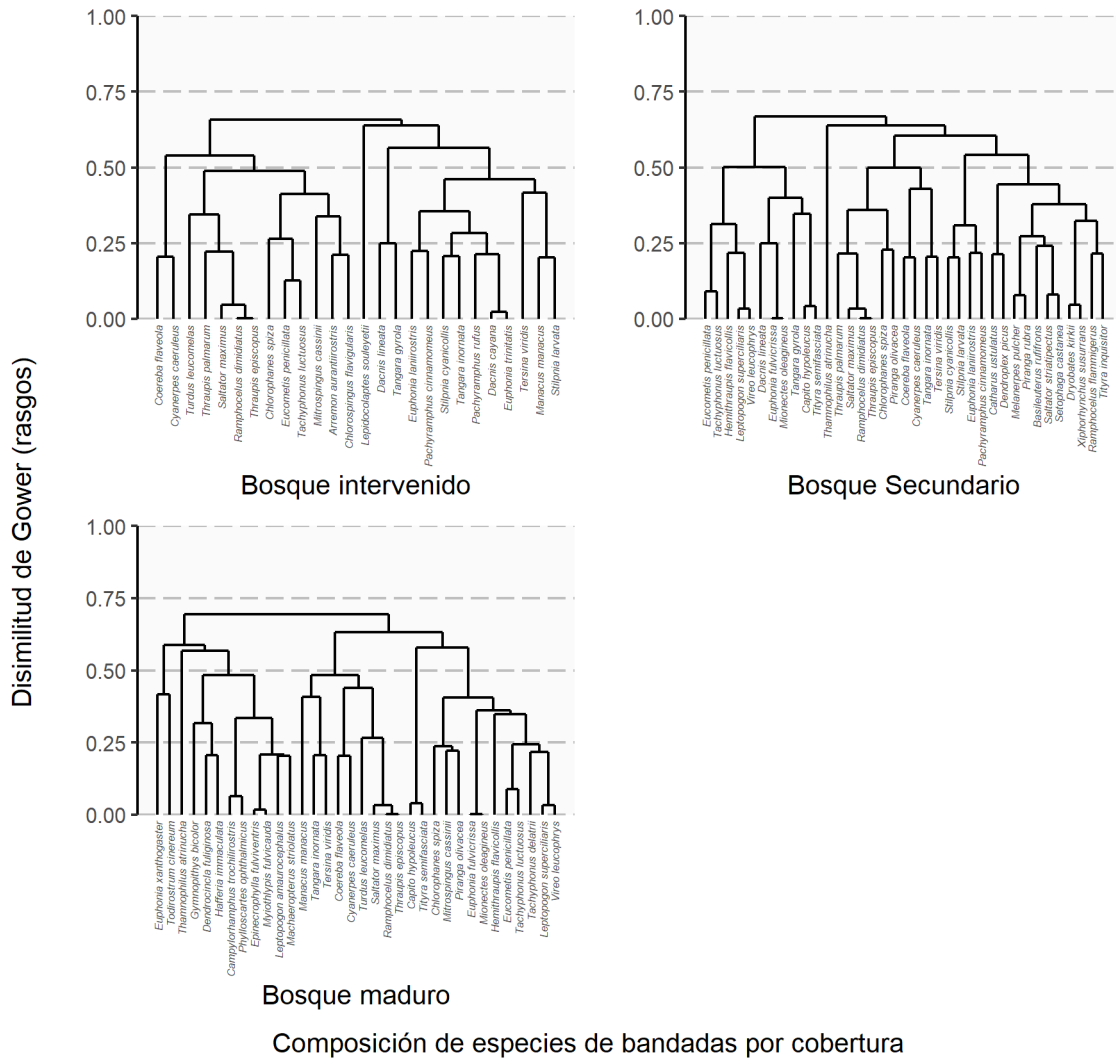 Disimilitud de Gower (rasgos)
1.00
0.75
0.50
0.25
0.00
Coereba flaveola
Cyanerpes caeruleus
Turdus leucomelas
Thraupis palmarum
Saltator maximus
Ramphocelus dimidiatus
Thraupis episcopus
Chlorophanes spiza
Eucometis penicillata
Tachyphonus luctuosus
Mitrospingus cassinii
Arremon aurantiirostris
Chlorospingus flavigularis
Lepidocolaptes souleyetii
Dacnis lineata
Tangara gyrola
Euphonia laniirostris
Pachyramphus cinnamomeus
Stilpnia cyanicollis
Tangara inornata
Pachyramphus rufus
Dacnis cayana
Euphonia trinitatis
Tersina viridis
Manacus manacus
Stilpnia larvata
Bosque intervenido
1.00
0.75
0.50
0.25
0.00
Eucometis penicillata
Tachyphonus luctuosus
Hemithraupis flavicollis
Leptopogon superciliaris
Vireo leucophrys
Dacnis lineata
Euphonia fulvicrissa
Mionectes oleagineus
Tangara gyrola
Capito hypoleucus
Tityra semifasciata
Thamnophilus atrinucha
Thraupis palmarum
Saltator maximus
Ramphocelus dimidiatus
Thraupis episcopus
Chlorophanes spiza
Piranga olivacea
Coereba flaveola
Cyanerpes caeruleus
Tangara inornata
Tersina viridis
Stilpnia cyanicollis
Stilpnia larvata
Euphonia laniirostris
Pachyramphus cinnamomeus
Catharus ustulatus
Dendroplex picus
Melanerpes pulcher
Piranga rubra
Basileuterus rufifrons
Saltator striatipectus
Setophaga castanea
Dryobates kirkii
Xiphorhynchus susurrans
Ramphocelus flammigerus
Tityra inquisitor
Bosque Secundario
1.00
0.75
0.50
0.25
0.00
Euphonia xanthogaster
Todirostrum cinereum
Thamnophilus atrinucha
Gymnopithys bicolor
Dendrocincla fuliginosa
Hafferia immaculata
Campylorhamphus trochilirostris
Phylloscartes ophthalmicus
Epinecrophylla fulviventris
Myiothlypis fulvicauda
Leptopogon amaurocephalus
Machaeropterus striolatus
Manacus manacus
Tangara inornata
Tersina viridis
Coereba flaveola
Cyanerpes caeruleus
Turdus leucomelas
Saltator maximus
Ramphocelus dimidiatus
Thraupis episcopus
Capito hypoleucus
Tityra semifasciata
Chlorophanes spiza
Mitrospingus cassinii
Piranga olivacea
Euphonia fulvicrissa
Mionectes oleagineus
Hemithraupis flavicollis
Eucometis penicillata
Tachyphonus luctuosus
Tachyphonus delatrii
Leptopogon superciliaris
Vireo leucophrys
Bosque maduro
Composición de especies de bandadas por cobertura